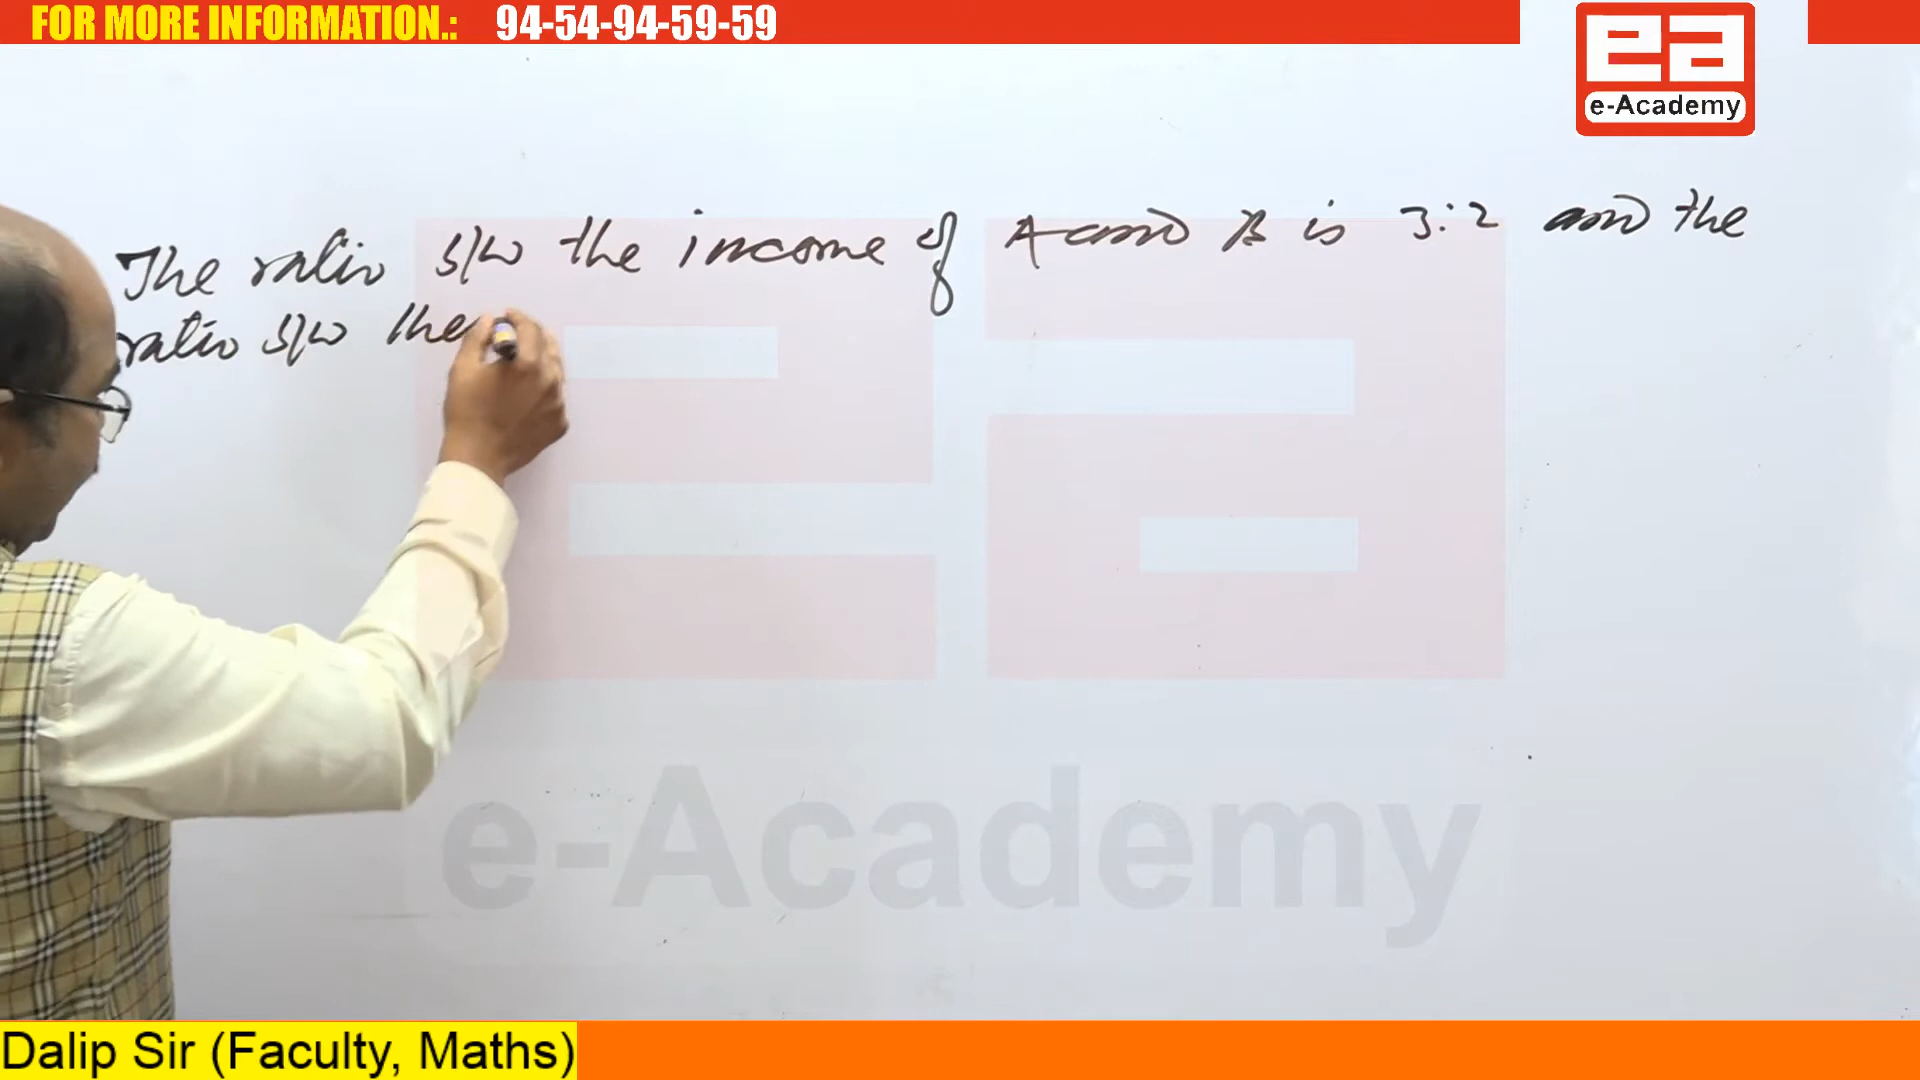 FOR MORE INFORMATION.: 94-54-94-59-59
ea
e-Academy
The ratio b/w the income of A and B is 3:2 and the
ratio b/w the
e-Academy
Dalip Sir (Faculty, Maths)